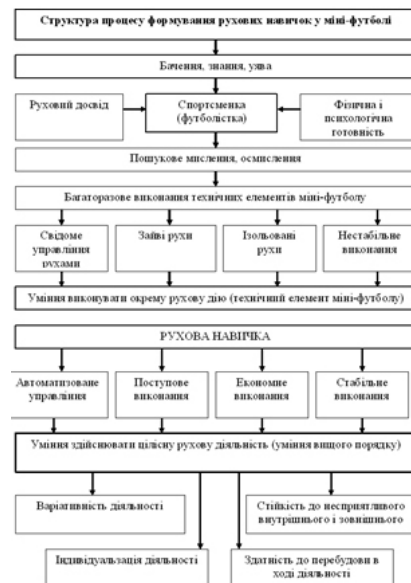 Структура процесу формування рухових навичок у міні-футболі
Бачення, знання, уява
Руховий досвід
Спортсменка
(футболістка)
Фізична і
психологічна
готовність
Пошукове мислення, осмислення
Багаторазове виконання технічних елементів міні-футболу
Свідоме
управління
рухами
Зайві рухи
Ізольовані
рухи
Нестабільне
виконання
Уміння виконувати окрему рухову дію (технічний елемент міні-футболу)
РУХОВА НАВИЧКА
Автоматизоване
управління
Поступове
виконання
Економне
виконання
Стабільне
виконання
Уміння здійснювати цілісну рухову діяльність (уміння вищого порядку)
Варіативність діяльності
Стійкість до несприятливого
внутрішнього і зовнішнього
Індивідуалізація діяльності
Здатність до перебудови в
ході діяльності